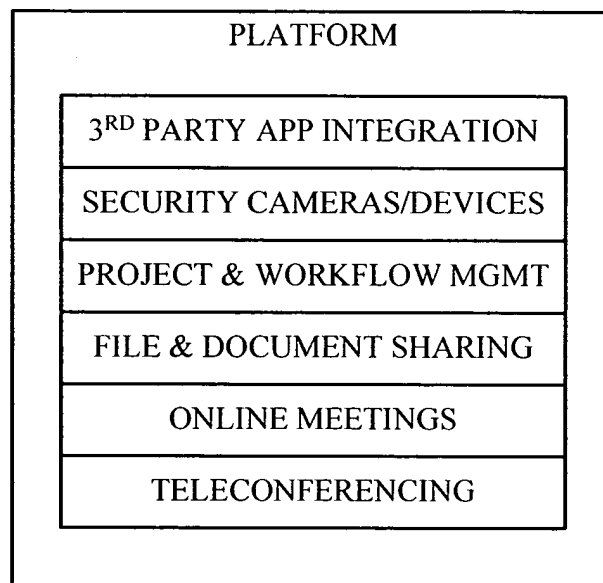 PLATFORM
3RD PARTY APP INTEGRATION
SECURITY CAMERAS/DEVICES
PROJECT & WORKFLOW MGMT
FILE & DOCUMENT SHARING
ONLINE MEETINGS
TELECONFERENCING